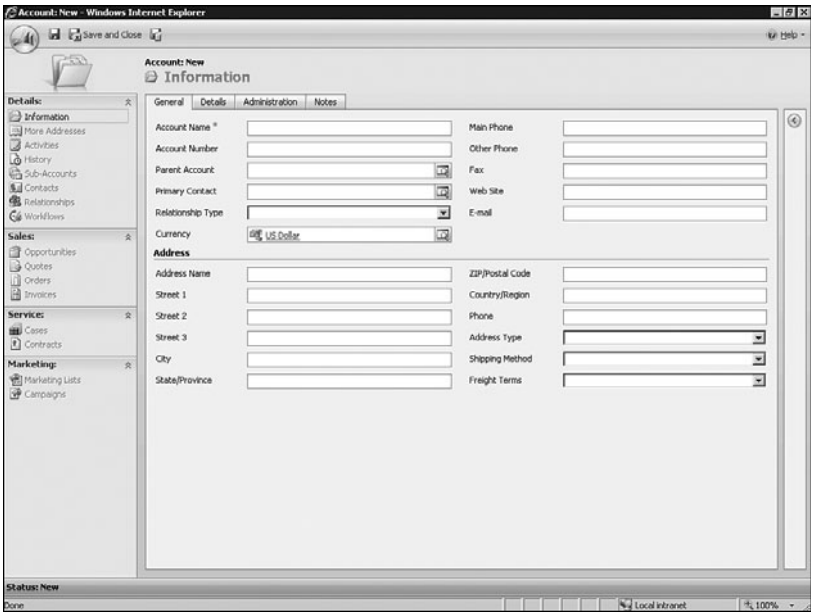 Account: New - Windows Internet Explorer
Save and Close
Help
Account: New
Information
Details:
Information
More Addresses
Activities
History
Sub-Accounts
Contacts
Relationships
Workflows
Sales:
Opportunities
Quotes
Orders
Invoices
Service:
Cases
Contracts
Marketing:
Marketing Lists
Campaigns
General Details Administration Notes
Account Name *
Main Phone
Account Number
Other Phone
Parent Account
Fax
Primary Contact
Web Site
Relationship Type
E-mail
Currency
US Dollar
Address
Address Name
ZIP/Postal Code
Street 1
Country/Region
Street 2
Phone
Street 3
Address Type
City
Shipping Method
State/Province
Freight Terms
Status: New
Done
Local intranet
100%